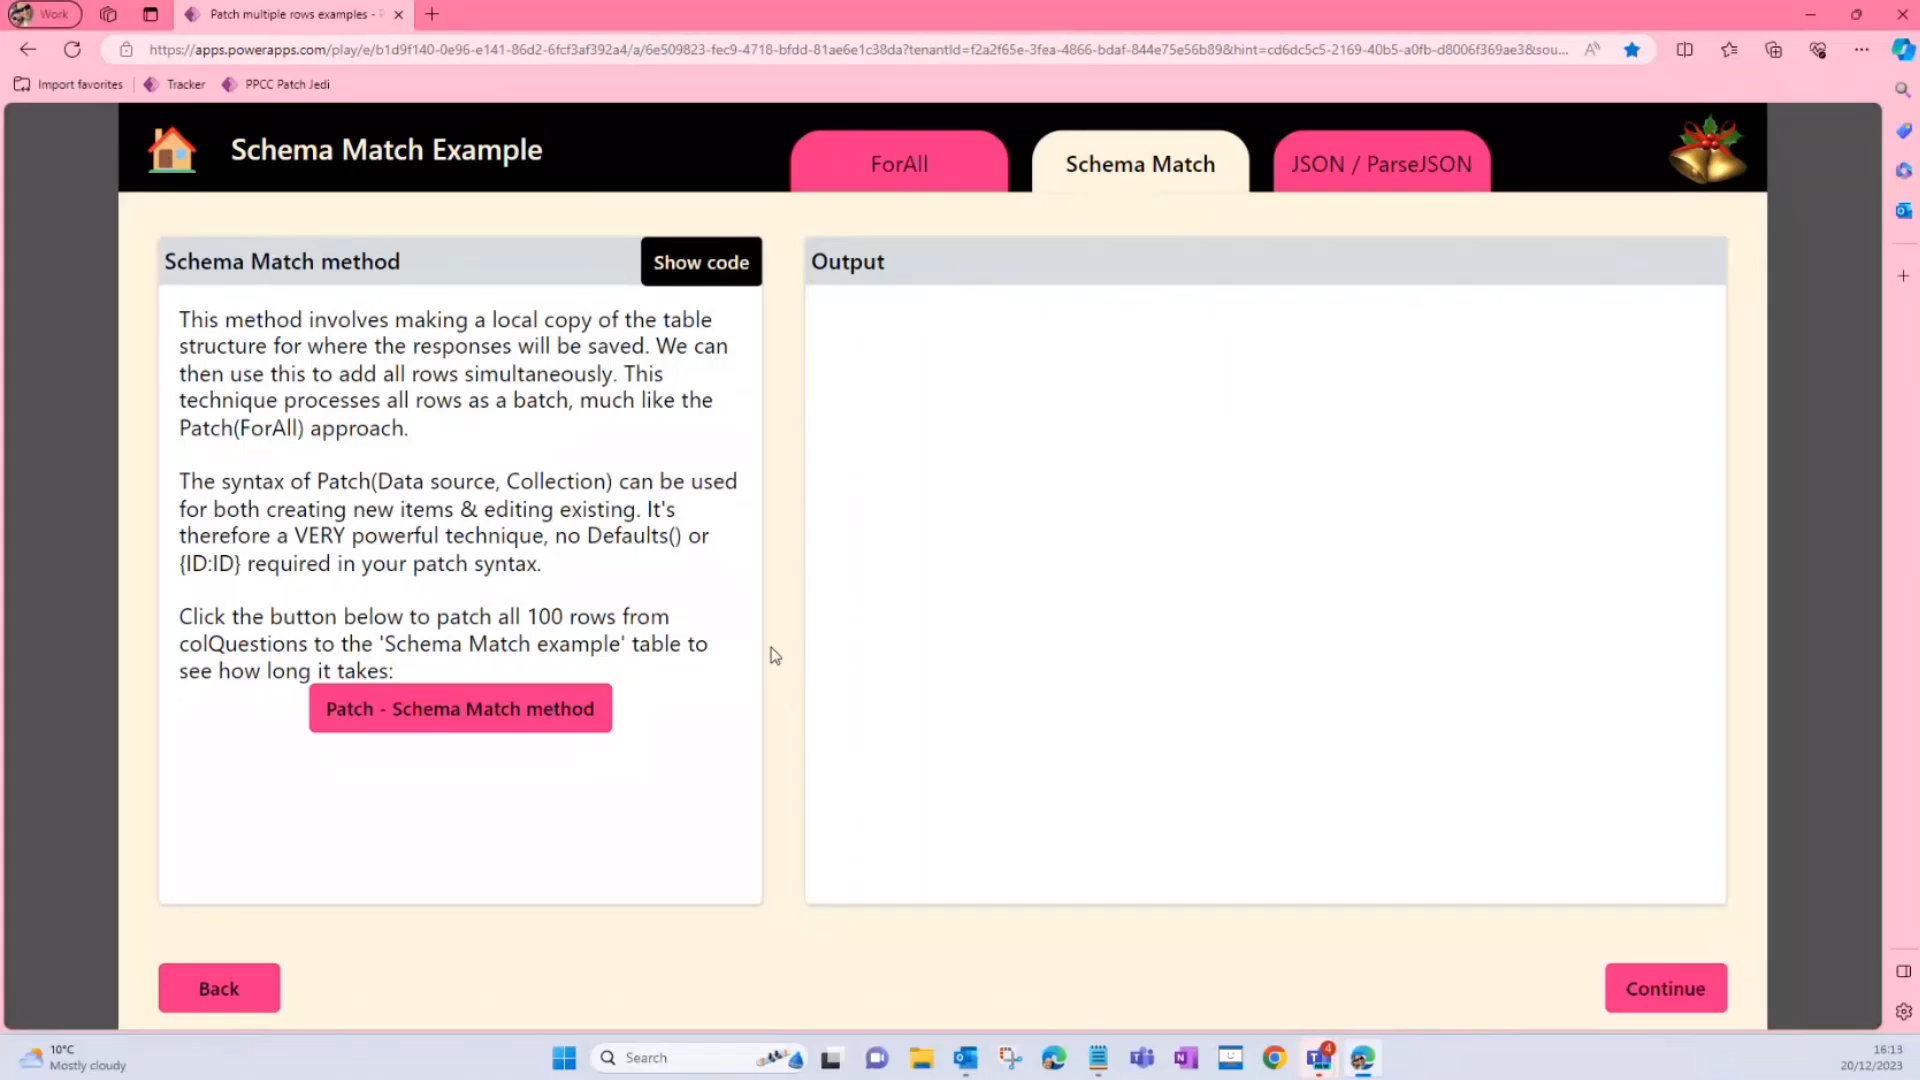 Work
Patch multiple rows examples -
https://apps.powerapps.com/play/e/b1d9f140-0e96-e141-86d2-6fcf3af392a4/a/6e509823-fec9-4718-bfdd-81ae6e1c38da?tenantId=f2a2f65e-3fea-4866-bdaf-844e75e56b89&hint=cd6dc5c5-2169-40b5-a0fb-d8006f369ae3&sou...
Import favorites
Tracker
PPCC Patch Jedi
Schema Match Example
ForAll
Schema Match
JSON / ParseJSON
Schema Match method
Show code
Output
This method involves making a local copy of the table
structure for where the responses will be saved. We can
then use this to add all rows simultaneously. This
technique processes all rows as a batch, much like the
Patch(ForAll) approach.
The syntax of Patch(Data source, Collection) can be used
for both creating new items & editing existing. It's
therefore a VERY powerful technique, no Defaults() or
{ID:ID} required in your patch syntax.
Click the button below to patch all 100 rows from
colQuestions to the 'Schema Match example' table to
see how long it takes:
Patch - Schema Match method
Back
Continue
10°C
Mostly cloudy
Search
4
16:13
20/12/2023